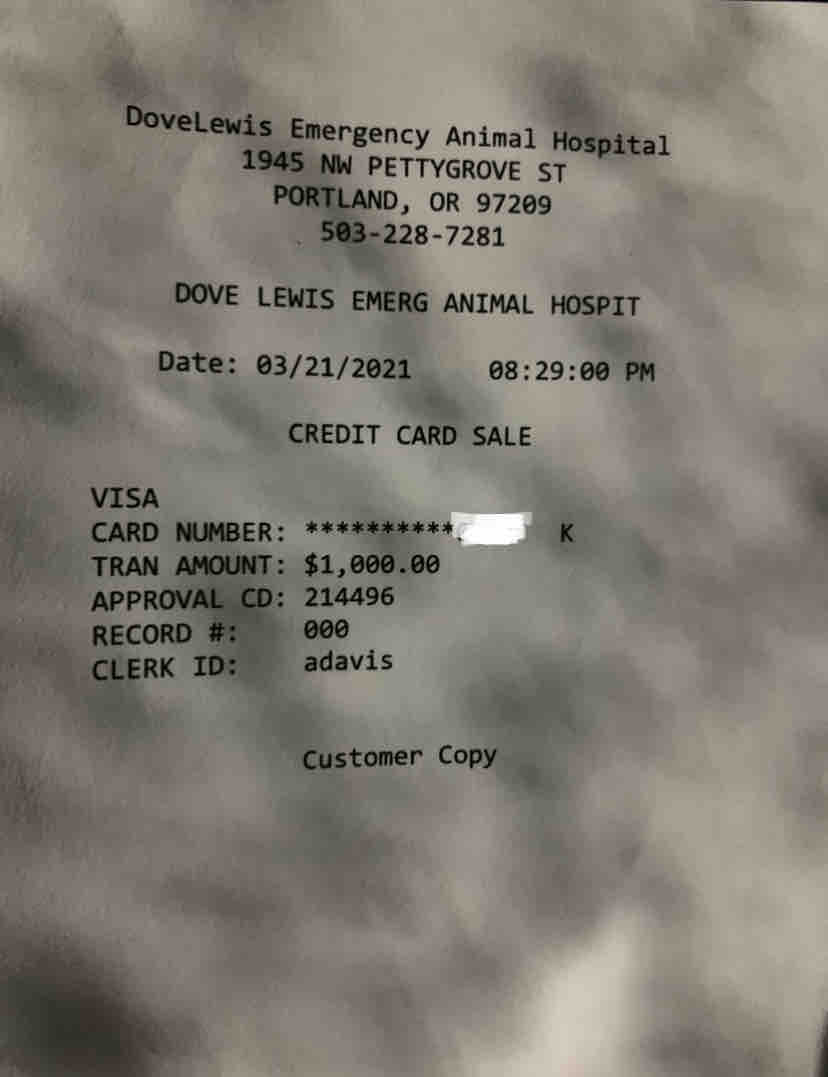 DoveLewis Emergency Animal Hospital
1945 NW PETTYGROVE ST
PORTLAND, OR 97209
503-228-7281
DOVE LEWIS EMERG ANIMAL HOSPIT
Date: 03/21/2021 08:29:00 PM
CREDIT CARD SALE
VISA
CARD NUMBER: ********** K
TRAN AMOUNT: $1,000.00
APPROVAL CD: 214496
RECORD #: 000
CLERK ID: adavis
Customer Copy